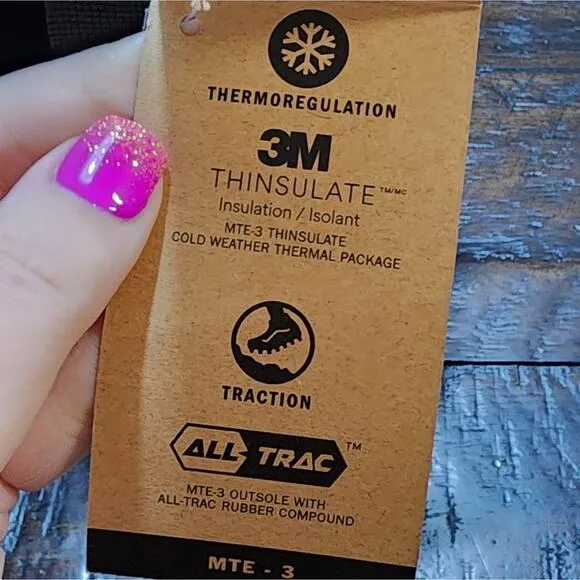 THERMOREGULATION
3M
THINSULATE™/MC
Insulation / Isolant
MTE-3 THINSULATE
COLD WEATHER THERMAL PACKAGE
TRACTION
ALL TRAC™
MTE-3 OUTSOLE WITH
ALL-TRAC RUBBER COMPOUND
MTE - 3